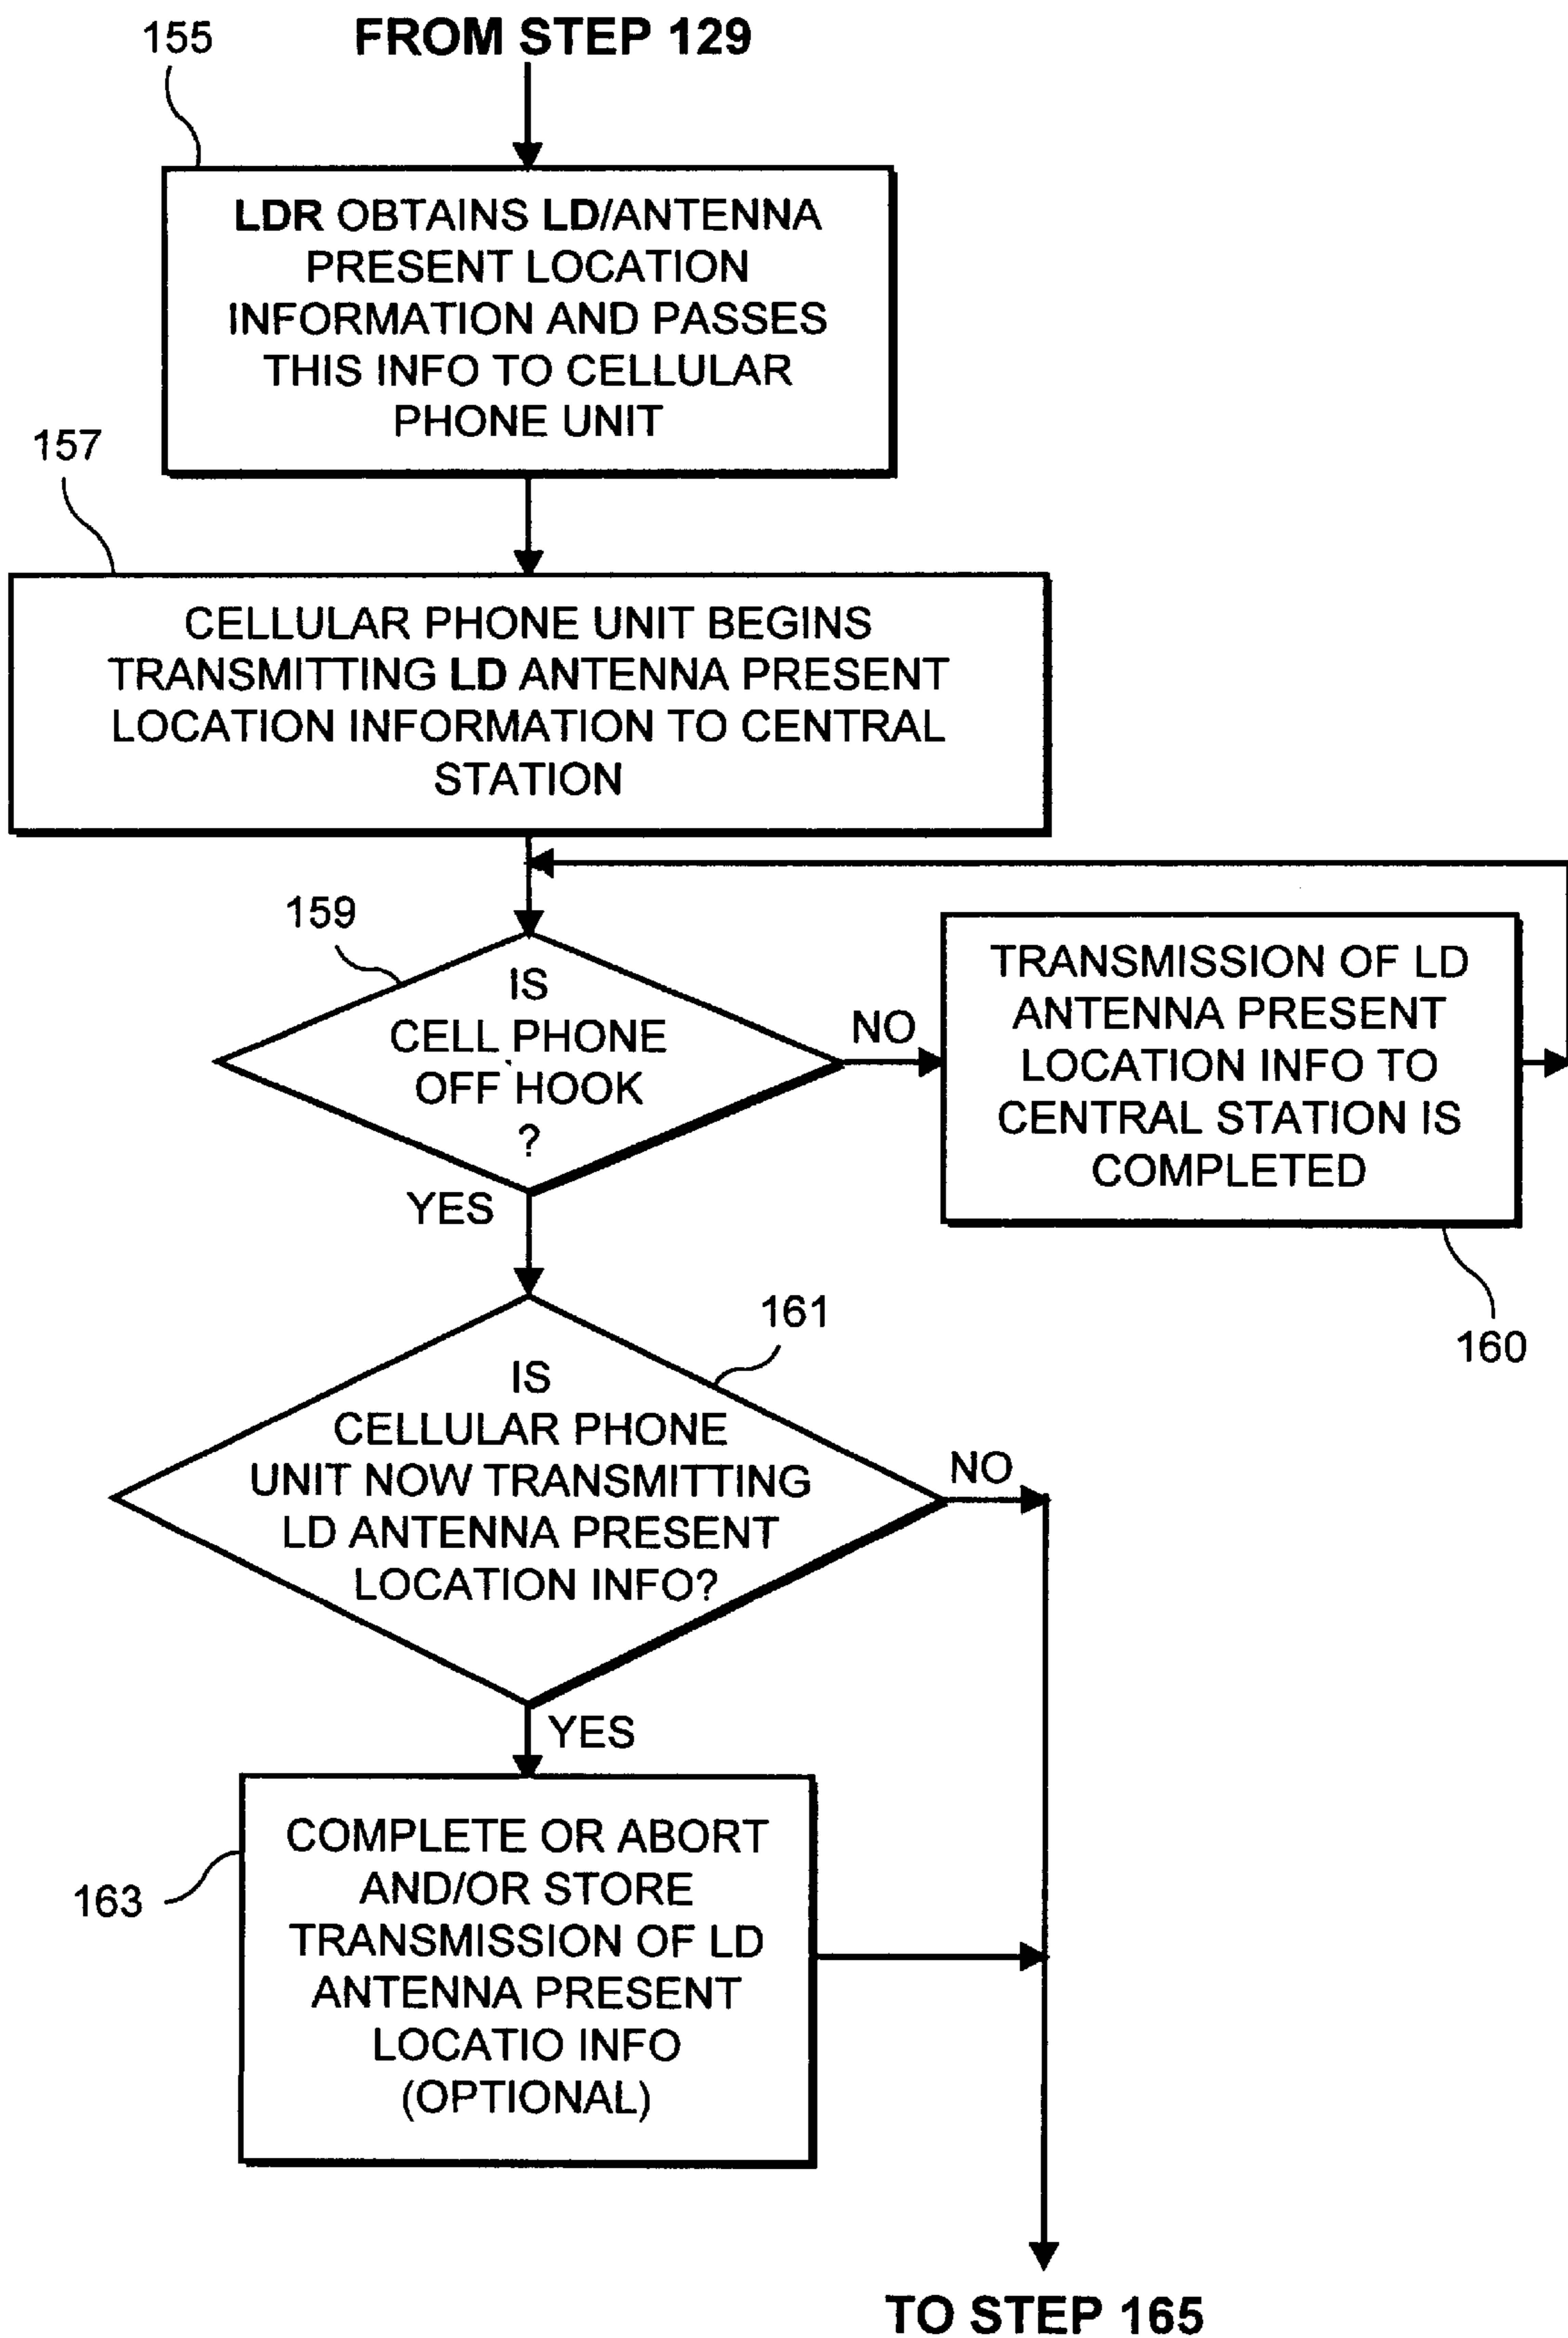 155
FROM STEP 129
LDR OBTAINS LD/ANTENNA
PRESENT LOCATION
INFORMATION AND PASSES
THIS INFO TO CELLULAR
PHONE UNIT
157
CELLULAR PHONE UNIT BEGINS
TRANSMITTING LD ANTENNA PRESENT
LOCATION INFORMATION TO CENTRAL
STATION
159
IS
CELL PHONE
OFF HOOK
?
NO
TRANSMISSION OF LD
ANTENNA PRESENT
LOCATION INFO TO
CENTRAL STATION IS
COMPLETED
160
YES
161
IS
CELLULAR PHONE
UNIT NOW TRANSMITTING
LD ANTENNA PRESENT
LOCATION INFO?
NO
YES
163
COMPLETE OR ABORT
AND/OR STORE
TRANSMISSION OF LD
ANTENNA PRESENT
LOCATIO INFO
(OPTIONAL)
TO STEP 165